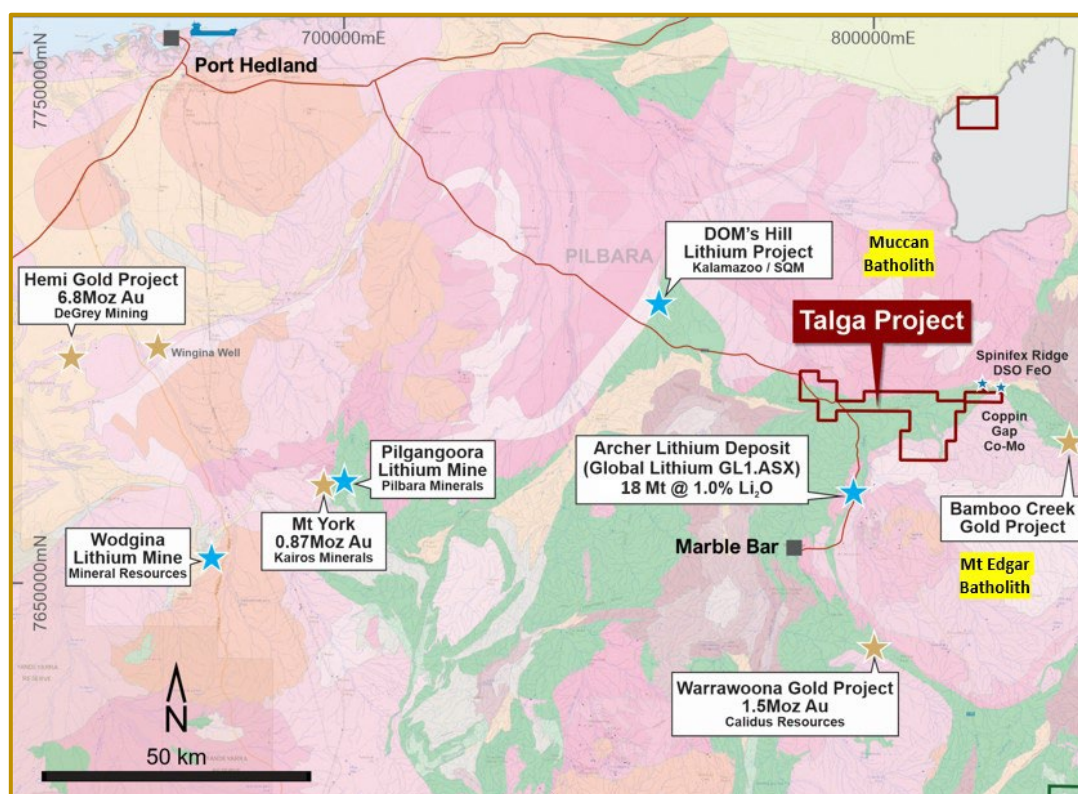 700000mE
800000mE
7750000mN
7650000mN
Port Hedland
PILBARA
DOM's Hill
Lithium Project
Kalamazoo / SQM
Muccan
Batholith
Hemi Gold Project
6.8Moz Au
DeGrey Mining
Wingina Well
Talga Project
Spinifex Ridge
DSO FeO
Coppin
Gap
Co-Mo
Pilgangoora
Lithium Mine
Pilbara Minerals
Archer Lithium Deposit
(Global Lithium GL1.ASX)
18 Mt @ 1.0% Li₂O
Mt York
0.87Moz Au
Kairos Minerals
Bamboo Creek
Gold Project
Wodgina
Lithium Mine
Mineral Resources
Marble Bar
Mt Edgar
Batholith
Warrawoona Gold Project
1.5Moz Au
Calidus Resources
N
50 km